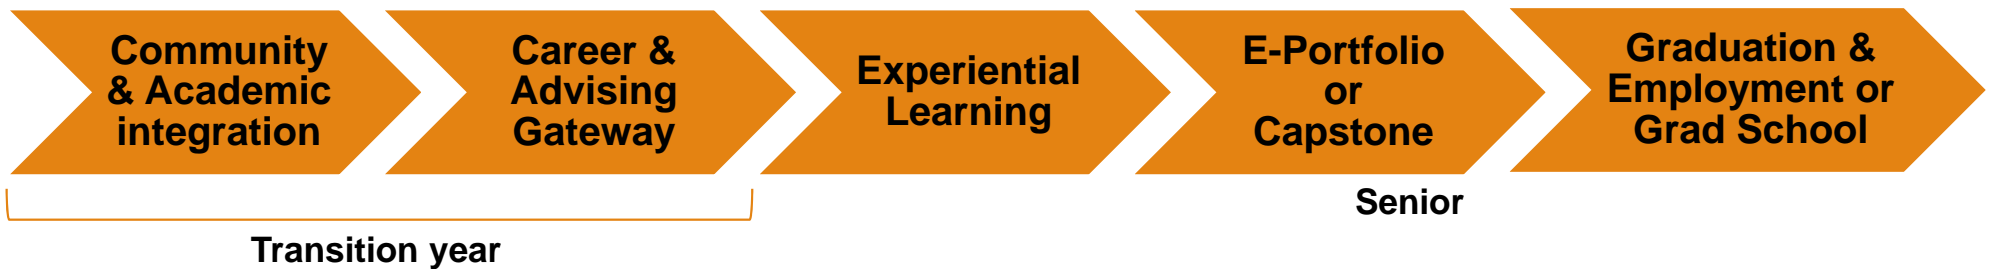 Community
& Academic
integration
Career &
Advising
Gateway
Experiential
Learning
E-Portfolio
or
Capstone
Graduation &
Employment or
Grad School
Senior
Transition year